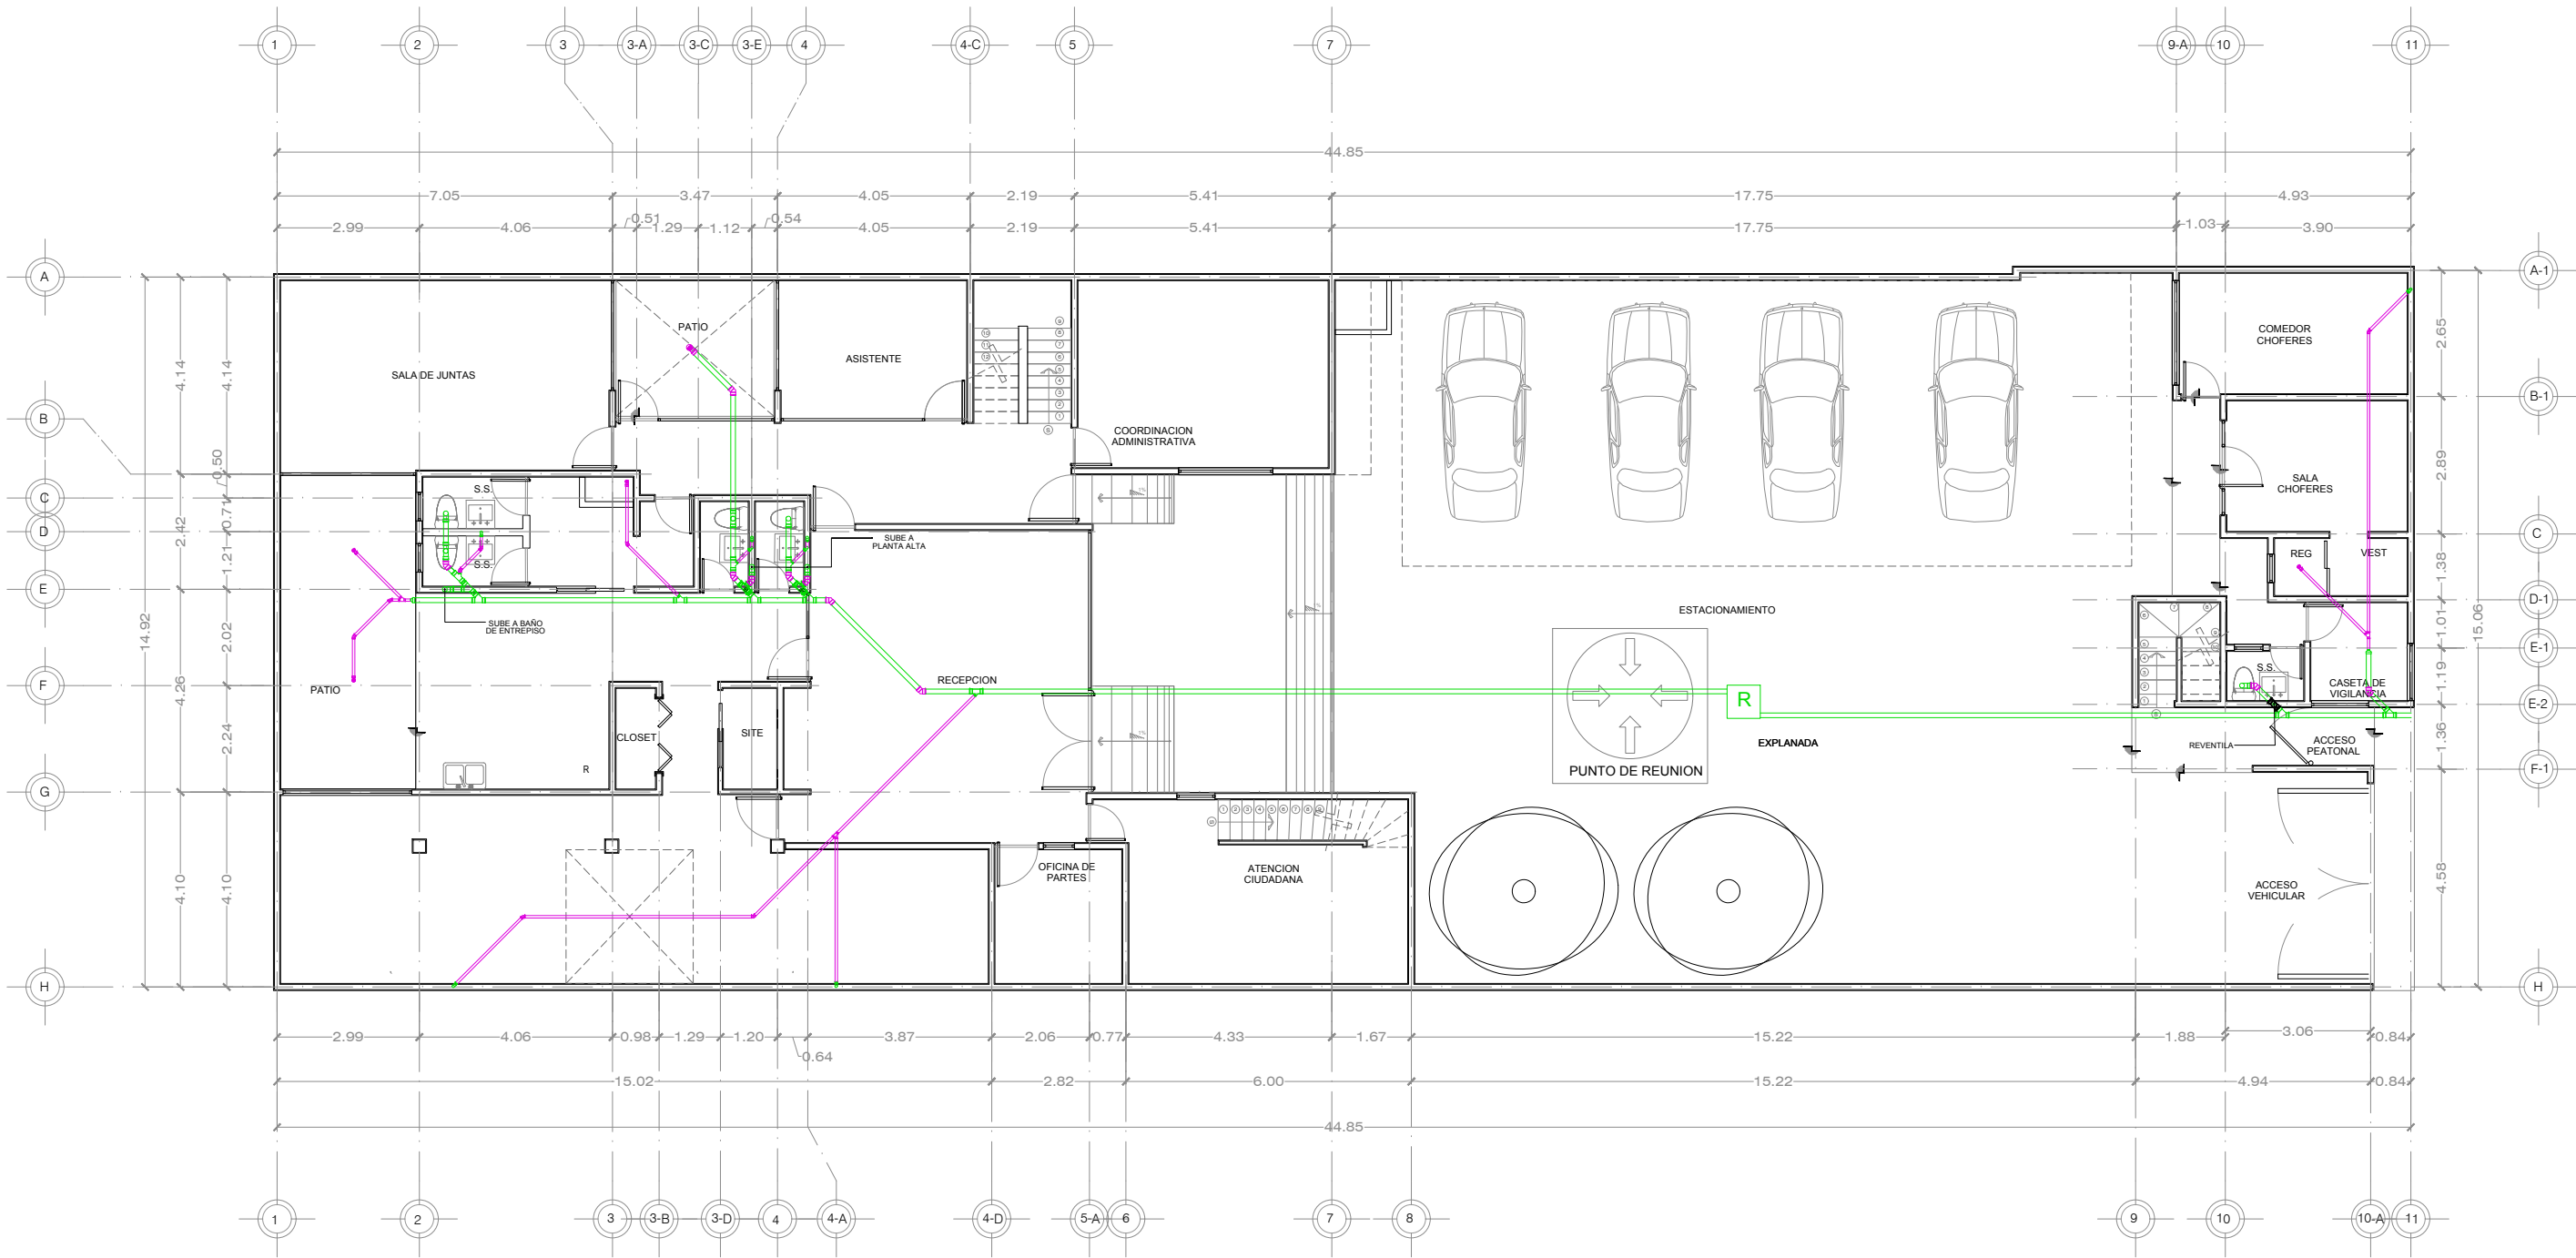 1 2 3 3-A 3-C 3-E 4 4-C 5 7 9-A 10 11
44.85
7.05 3.47 4.05 2.19 5.41 17.75 4.93
2.99 4.06 0.51 1.29 1.12 0.54 4.05 2.19 5.41 17.75 1.03 3.90
A
B
C
D
E
F
G
H
14.92
4.14 2.42 4.26 4.10
4.14 0.50 0.71 1.21 2.02 2.24 4.10
A-1
B-1
C
D-1
E-1
E-2
F-1
H
2.65 2.89 1.38 1.01 1.19 1.36 4.58
15.06
SALA DE JUNTAS
PATIO
ASISTENTE
COORDINACION
ADMINISTRATIVA
COMEDOR
CHOFERES
SALA
CHOFERES
REG
VEST
S.S.
S.S.
SUBE A
PLANTA ALTA
SUBE A BAÑO
DE ENTREPISO
ESTACIONAMIENTO
RECEPCION
PATIO
R
S.S.
CASETA DE
VIGILANCIA
CLOSET
SITE
R
PUNTO DE REUNION
EXPLANADA
REVENTILA
ACCESO
PEATONAL
OFICINA DE
PARTES
ATENCION
CIUDADANA
ACCESO
VEHICULAR
2.99 4.06 0.98 1.29 1.20 0.64 3.87 2.06 0.77 4.33 1.67 15.22 1.88 3.06 0.84
15.02 2.82 6.00 15.22 4.94 0.84
44.85
1 2 3 3-B 3-D 4 4-A 4-D 5-A 6 7 8 9 10 10-A 11